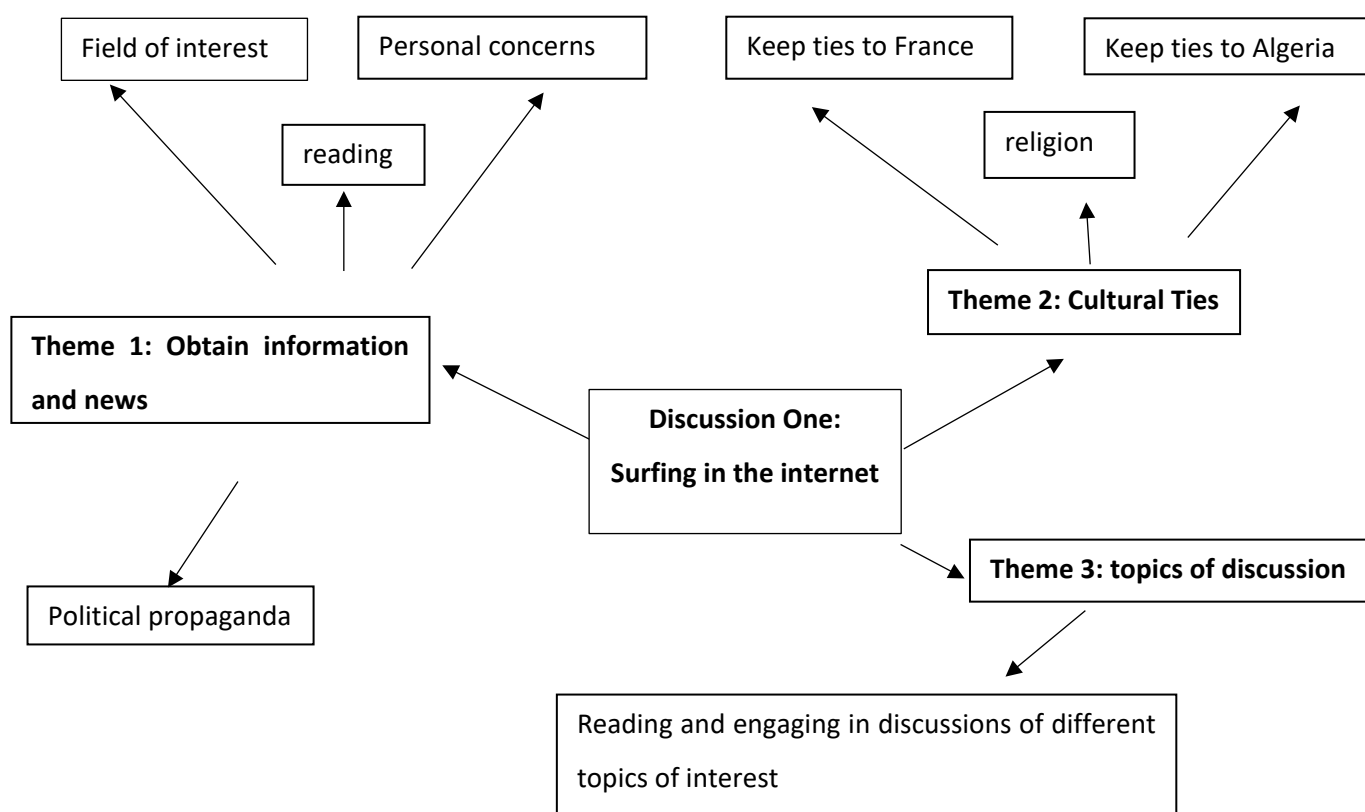 Field of interest
Personal concerns
Keep ties to France
Keep ties to Algeria
reading
religion
Theme 2: Cultural Ties
Theme 1: Obtain information
and news
Discussion One:
Surfing in the internet
Theme 3: topics of discussion
Political propaganda
Reading and engaging in discussions of different
topics of interest